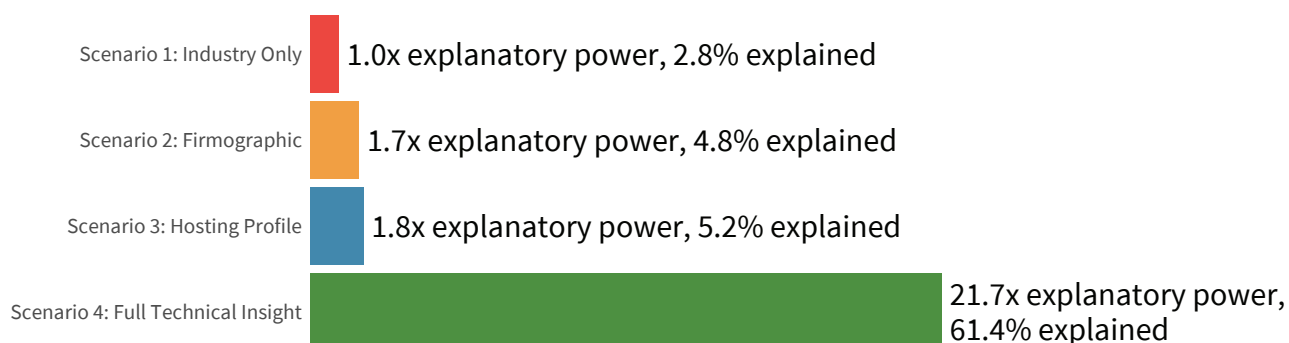 Scenario 1: Industry Only
1.0x explanatory power, 2.8% explained
Scenario 2: Firmographic
1.7x explanatory power, 4.8% explained
Scenario 3: Hosting Profile
1.8x explanatory power, 5.2% explained
Scenario 4: Full Technical Insight
21.7x explanatory power,
61.4% explained